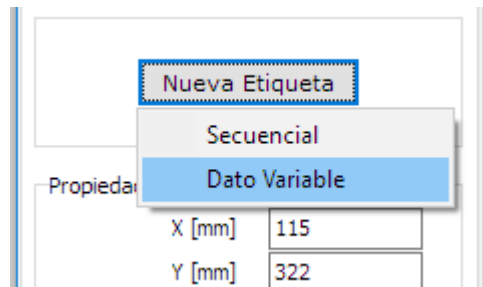 Nueva Etiqueta
Secuencial
Dato Variable
X [mm] 115
Y [mm] 322